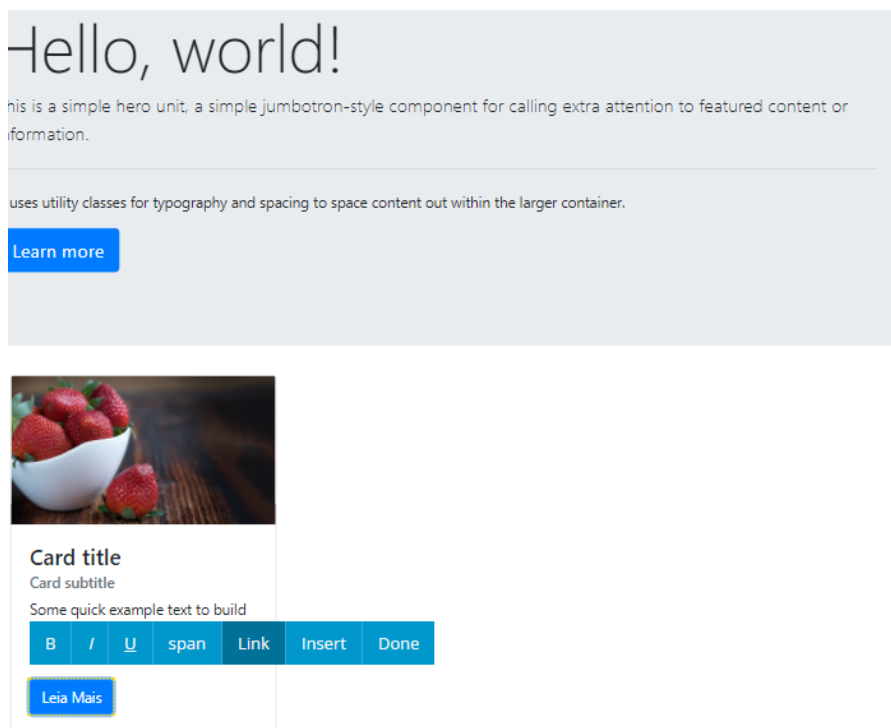 Hello, world!
his is a simple hero unit, a simple jumbotron-style component for calling extra attention to featured content or
nformation.
uses utility classes for typography and spacing to space content out within the larger container.
Learn more
Card title
Card subtitle
Some quick example text to build
B I U span Link Insert Done
Leia Mais